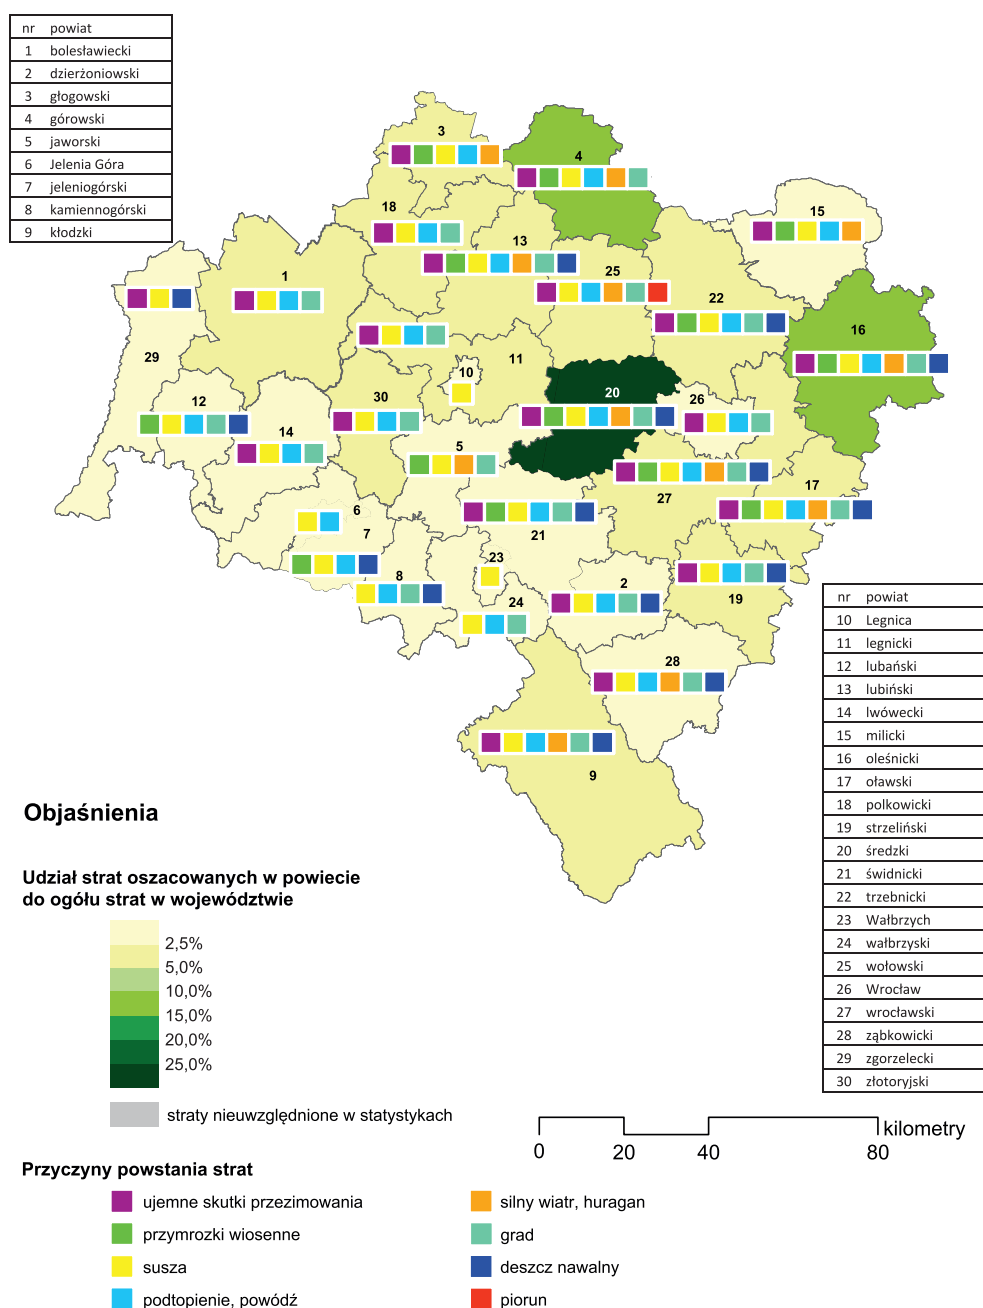 nr powiat
1 bolesławiecki
2 dzierżoniowski
3 głogowski
4 górowski
5 jaworski
6 Jelenia Góra
7 jeleniogórski
8 kamiennogórski
9 kłodzki
3
4
15
18
13
1
25
22
16
29
11
10
20
12
30
26
14
5
17
27
6
7
21
23
8
2
19
24
28
9
nr powiat
10 Legnica
11 legnicki
12 lubański
13 lubiński
14 lwówecki
15 milicki
16 oleśnicki
17 oławski
18 polkowicki
19 strzeliński
20 średzki
21 świdnicki
22 trzebnicki
23 Wałbrzych
24 wałbrzyski
25 wołowski
26 Wrocław
27 wrocławski
28 ząbkowicki
29 zgorzelecki
30 złotoryjski
Objaśnienia
Udział strat oszacowanych w powiecie
do ogółu strat w województwie
2,5%
5,0%
10,0%
15,0%
20,0%
25,0%
straty nieuwzględnione w statystykach
kilometry
0 20 40 80
Przyczyny powstania strat
ujemne skutki przezimowania
przymrozki wiosenne
susza
podtopienie, powódź
silny wiatr, huragan
grad
deszcz nawalny
piorun